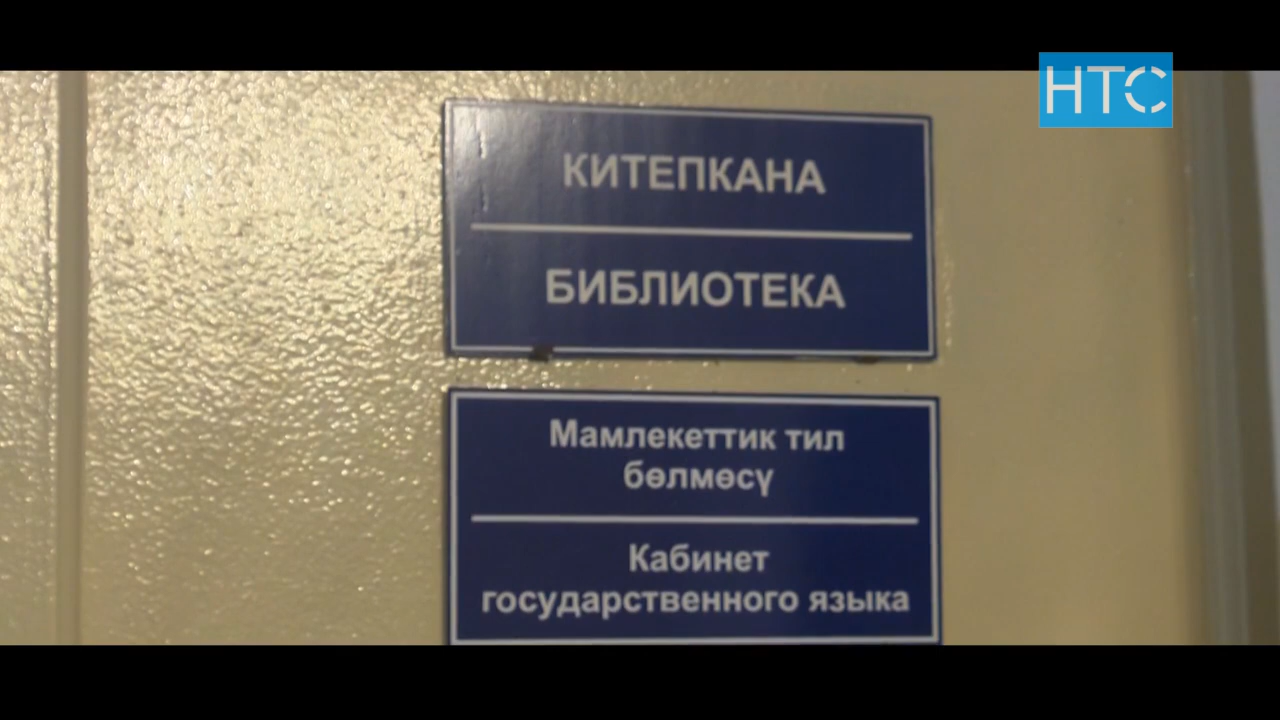 НТС
КИТЕПКАНА
БИБЛИОТЕКА
Мамлекеттик тил
бөлмөсү
Кабинет
государственного языка